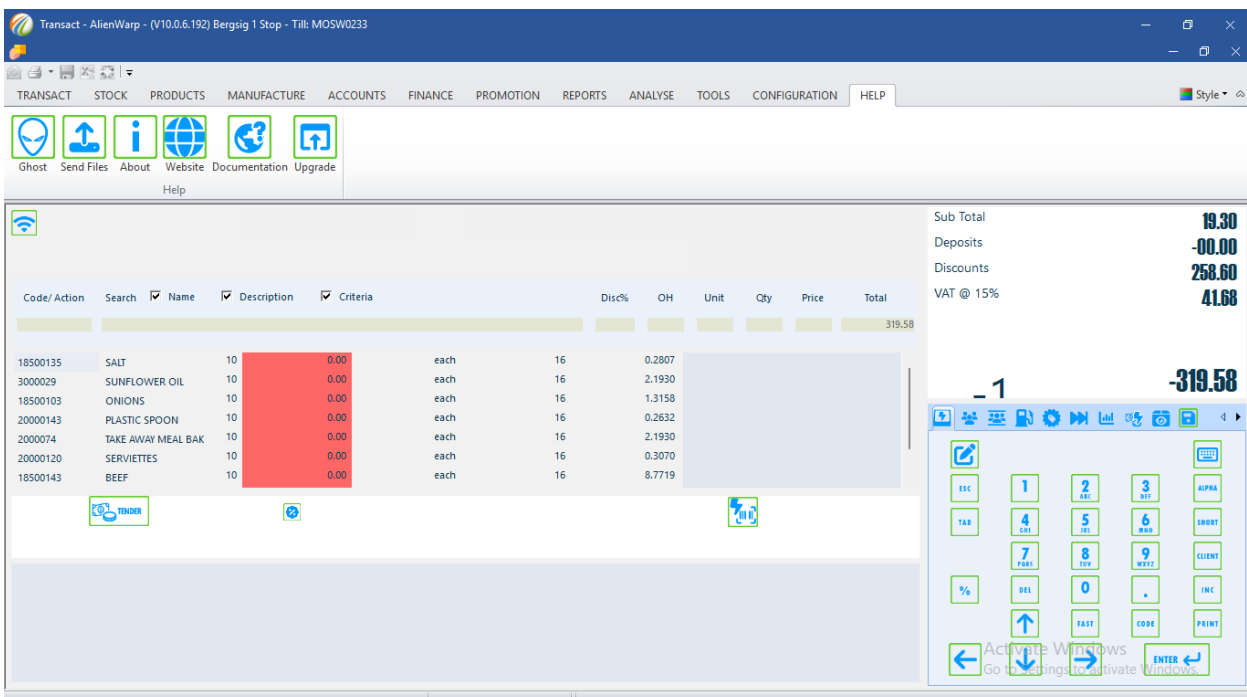 Transact - AlienWarp - (V10.0.6.192) Bergsig 1 Stop - Till: MOSW0233
TRANSACT STOCK PRODUCTS MANUFACTURE ACCOUNTS FINANCE PROMOTION REPORTS ANALYSE TOOLS CONFIGURATION HELP Style
Ghost Send Files About Website Documentation Upgrade
Help
Sub Total 19.30
Deposits -00.00
Discounts 258.60
VAT @ 15% 41.68
-319.58
_1
Code/Action Search Name Description Criteria Disc% OH Unit Qty Price Total
319.58
18500135 SALT 10 0.00 each 16 0.2807
3000029 SUNFLOWER OIL 10 0.00 each 16 2.1930
18500103 ONIONS 10 0.00 each 16 1.3158
20000143 PLASTIC SPOON 10 0.00 each 16 0.2632
2000074 TAKE AWAY MEAL BAK 10 0.00 each 16 2.1930
20000120 SERVIETTES 10 0.00 each 16 0.3070
18500143 BEEF 10 0.00 each 16 8.7719
TENDER
ESC 1 2 ABC 3 DEF ALPHA
TAB 4 GHI 5 JKL 6 MNO SHORT
7 PQRS 8 TUV 9 WXYZ CLIENT
% DEL 0 . INC
FAST CODE PRINT
ENTER
Activate Windows
Go to Settings to activate Windows.